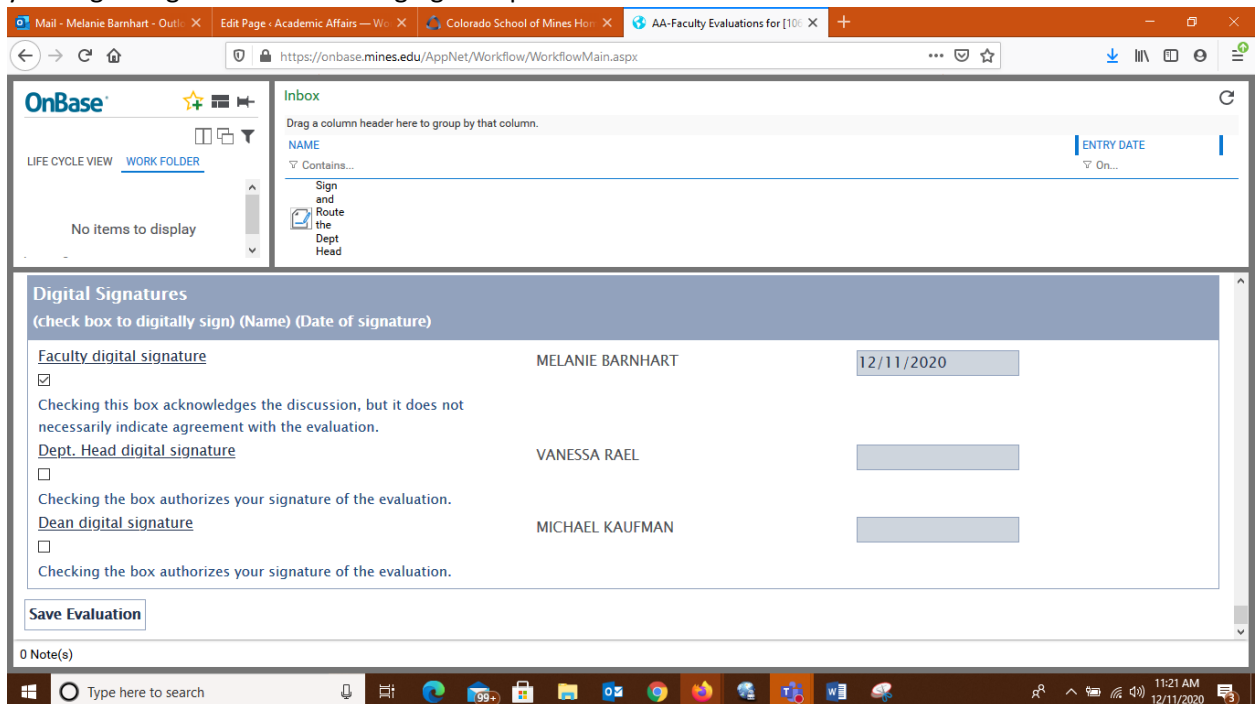 Mail - Melanie Barnhart - Outlo
Edit Page ‹ Academic Affairs — Wo
Colorado School of Mines Hom
AA-Faculty Evaluations for [106
https://onbase.mines.edu/AppNet/Workflow/WorkflowMain.aspx
OnBase
LIFE CYCLE VIEW WORK FOLDER
No items to display
Inbox
Drag a column header here to group by that column.
NAME ENTRY DATE
Contains... On...
Sign
and
Route
the
Dept
Head
Digital Signatures
(check box to digitally sign) (Name) (Date of signature)
Faculty digital signature MELANIE BARNHART 12/11/2020
Checking this box acknowledges the discussion, but it does not
necessarily indicate agreement with the evaluation.
Dept. Head digital signature VANESSA RAEL
Checking the box authorizes your signature of the evaluation.
Dean digital signature MICHAEL KAUFMAN
Checking the box authorizes your signature of the evaluation.
Save Evaluation
0 Note(s)
Type here to search
99+
11:21 AM
12/11/2020
3